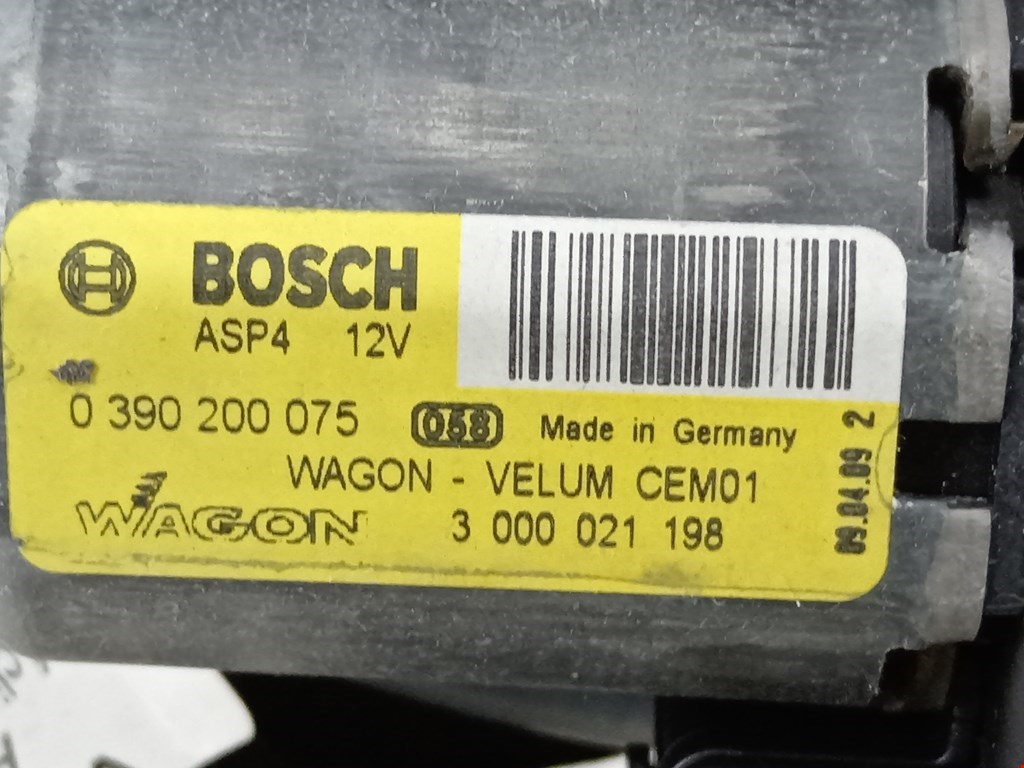 BOSCH
ASP4 12V
0 390 200 075 058 Made in Germany
WAGON - VELUM CEM01
WAGON 3 000 021 198
09.04.09 2